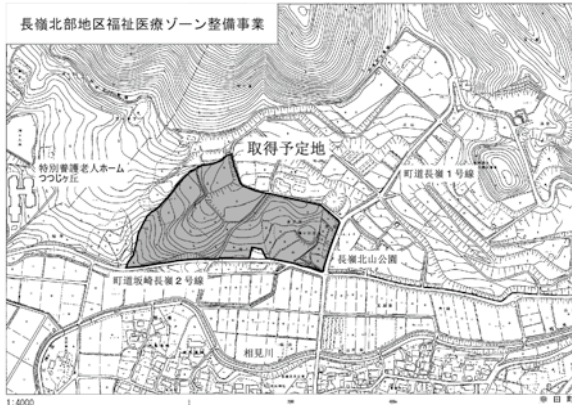 長嶺北部地区福祉医療ゾーン整備事業
取得予定地
特別養護老人ホーム
つつじヶ丘
町道長嶺1号線
長嶺北山公園
町道坂崎長嶺2号線
相見川
1:4000
幸田町